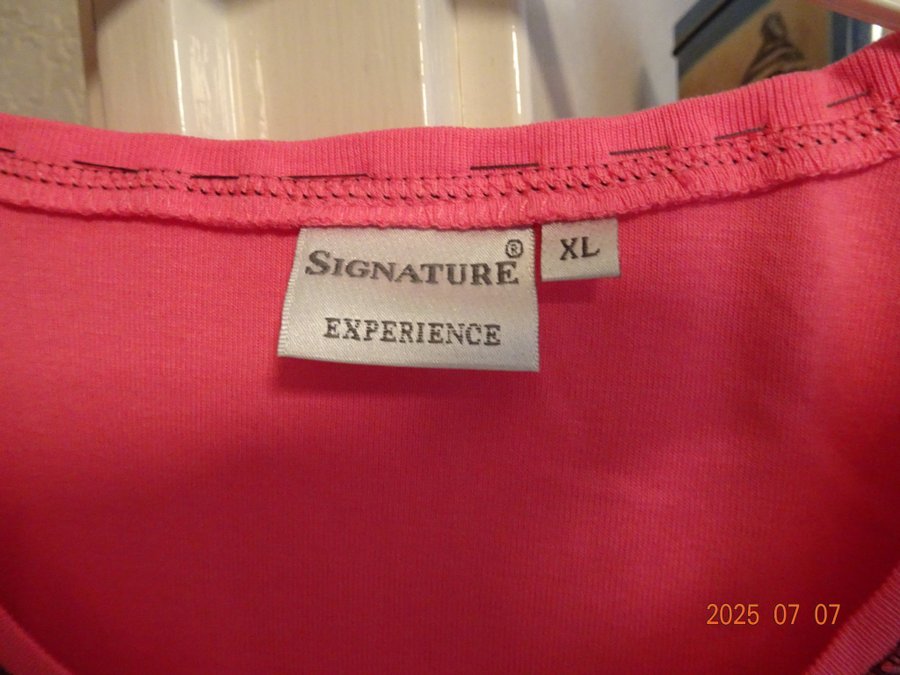 SIGNATURE®
XL
EXPERIENCE
2025 07 07